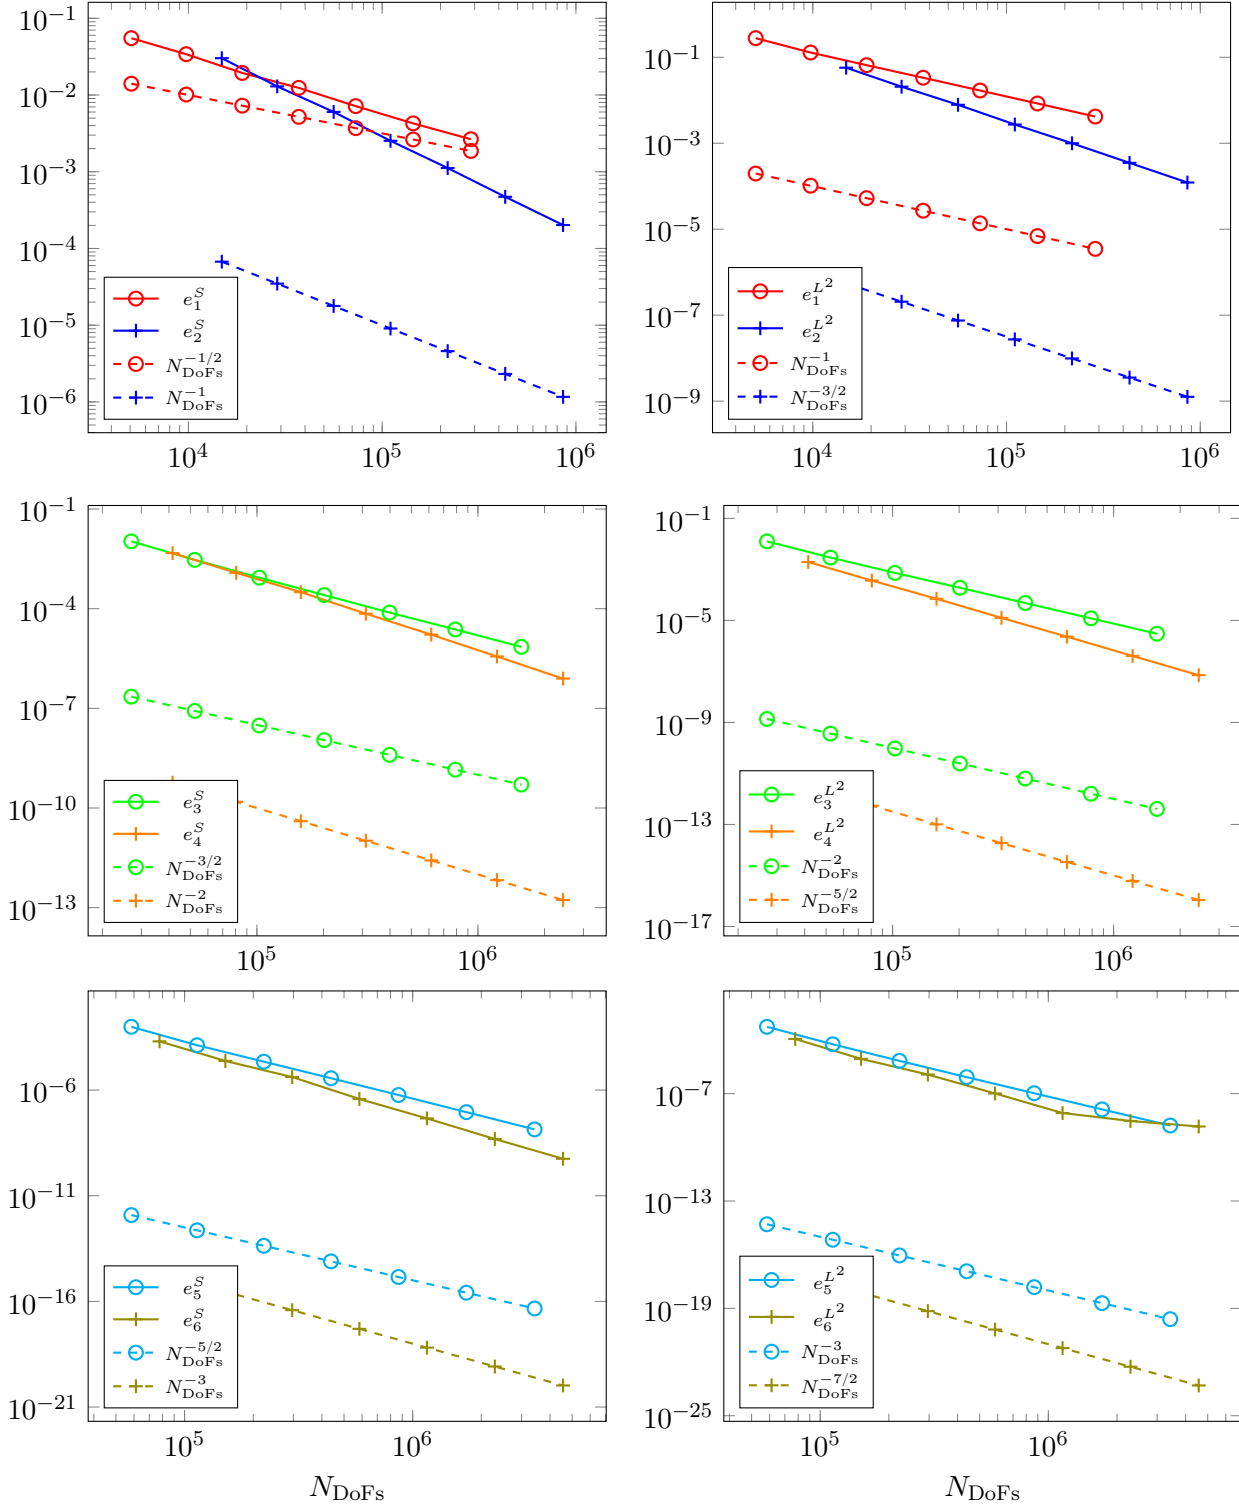 10^{-1}
10^{-2}
10^{-3}
10^{-4}
10^{-5}
10^{-6}
10^4
10^5
10^6
e_1^S
e_2^S
N_{DoFs}^{-1/2}
N_{DoFs}^{-1}
10^{-1}
10^{-3}
10^{-5}
10^{-7}
10^{-9}
10^4
10^5
10^6
e_1^{L^2}
e_2^{L^2}
N_{DoFs}^{-1}
N_{DoFs}^{-3/2}
10^{-1}
10^{-4}
10^{-7}
10^{-10}
10^{-13}
10^5
10^6
e_3^S
e_4^S
N_{DoFs}^{-3/2}
N_{DoFs}^{-2}
10^{-1}
10^{-5}
10^{-9}
10^{-13}
10^{-17}
10^5
10^6
e_3^{L^2}
e_4^{L^2}
N_{DoFs}^{-2}
N_{DoFs}^{-5/2}
10^{-6}
10^{-11}
10^{-16}
10^{-21}
10^5
10^6
e_5^S
e_6^S
N_{DoFs}^{-5/2}
N_{DoFs}^{-3}
N_{DoFs}
10^{-7}
10^{-13}
10^{-19}
10^{-25}
10^5
10^6
e_5^{L^2}
e_6^{L^2}
N_{DoFs}^{-3}
N_{DoFs}^{-7/2}
N_{DoFs}